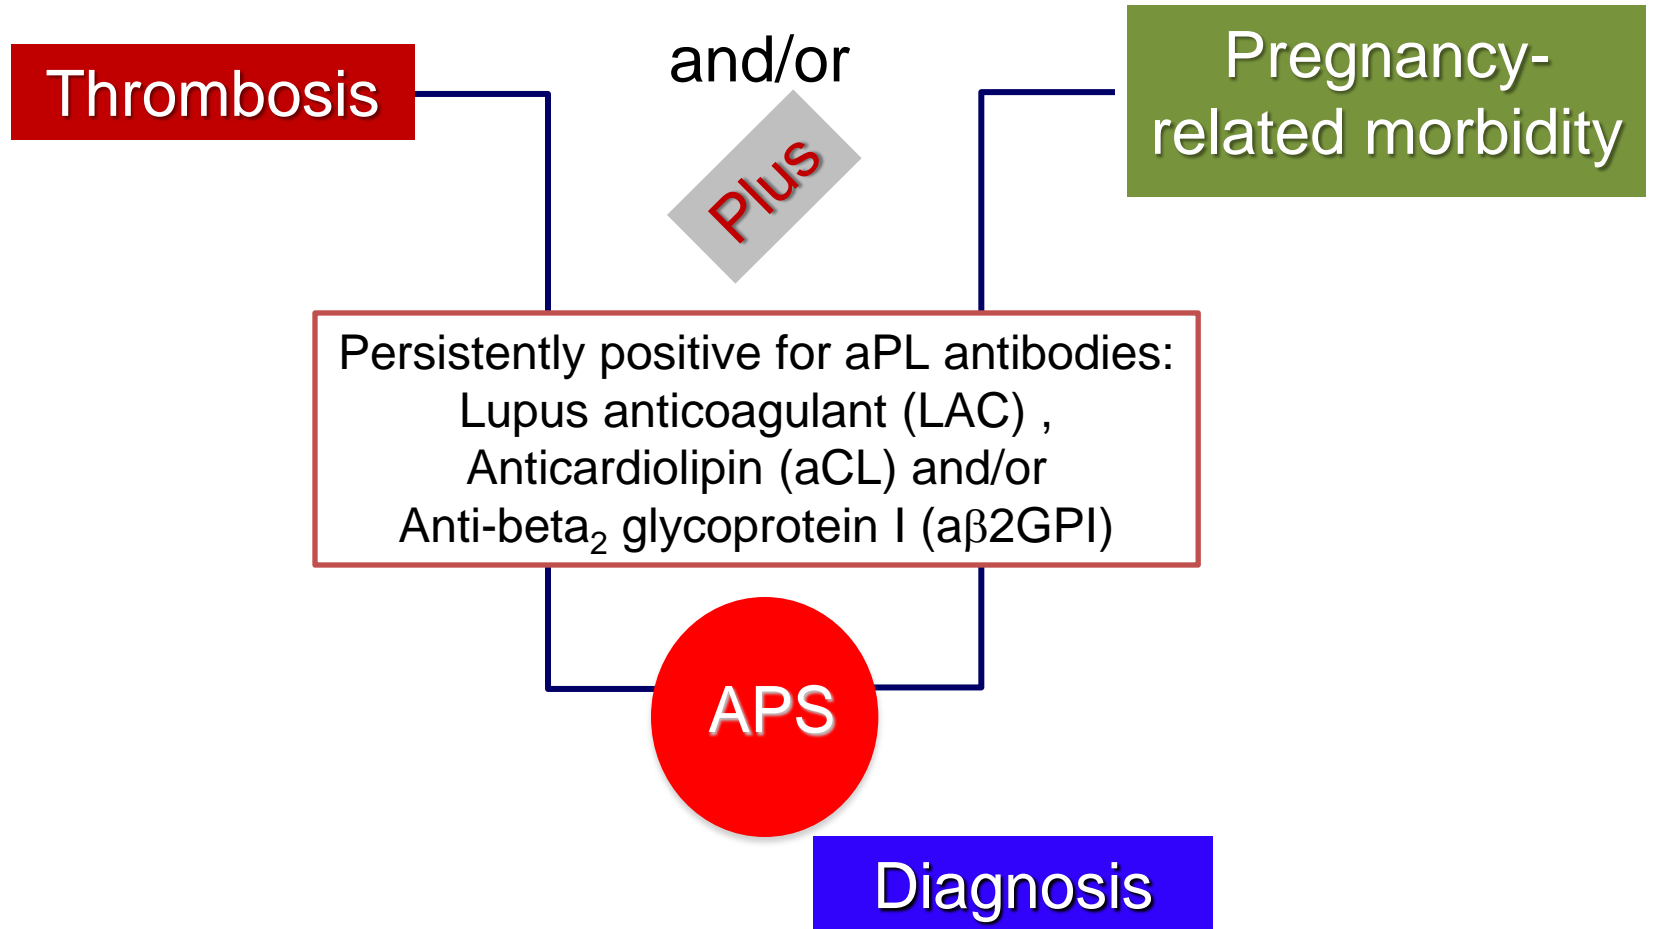 Thrombosis
and/or
Pregnancy-
related morbidity
Plus
Persistently positive for aPL antibodies:
Lupus anticoagulant (LAC) ,
Anticardiolipin (aCL) and/or
Anti-beta₂ glycoprotein I (aβ2GPI)
APS
Diagnosis